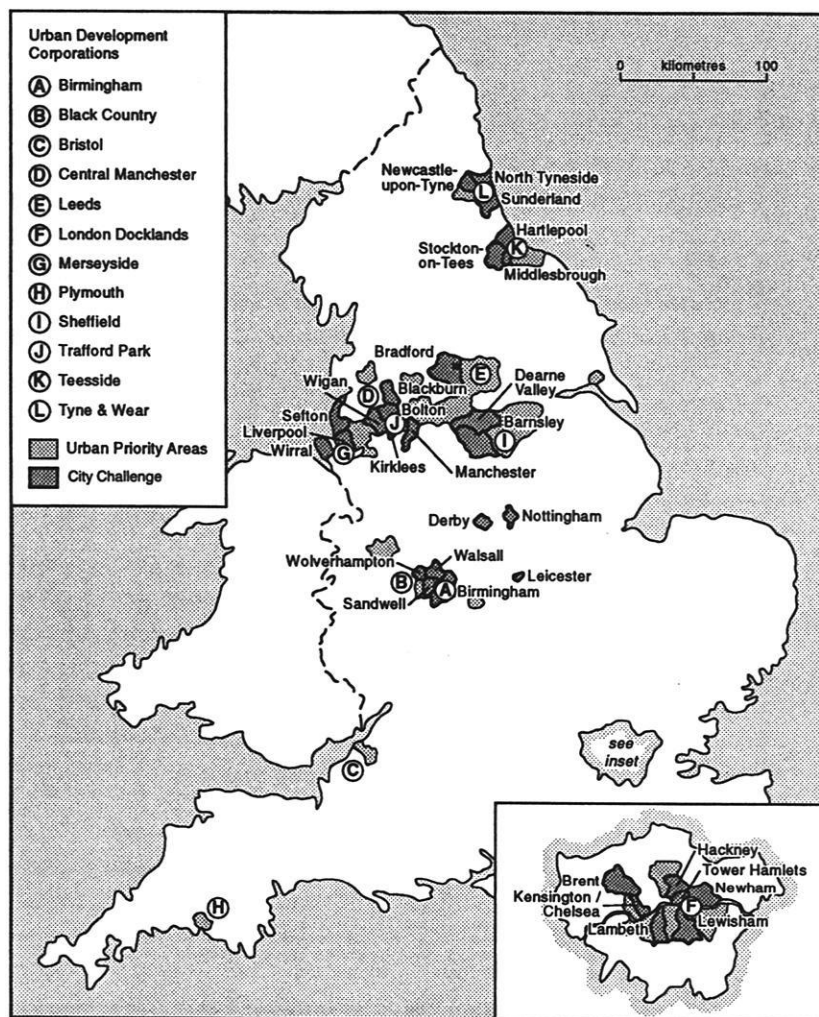 Urban Development
Corporations
A Birmingham
B Black Country
C Bristol
D Central Manchester
E Leeds
F London Docklands
G Merseyside
H Plymouth
I Sheffield
J Trafford Park
K Teesside
L Tyne & Wear
Urban Priority Areas
City Challenge
0 kilometres 100
Newcastle-
upon-Tyne
North Tyneside
L
Sunderland
Hartlepool
Stockton-
on-Tees
K
Middlesbrough
Bradford
E
Dearne
Valley
Wigan
D
Blackburn
Sefton
Bolton
Barnsley
Liverpool
J
I
Wirral
G
Kirklees
Manchester
Derby
Nottingham
Wolverhampton
Walsall
B
Leicester
Sandwell
A
Birmingham
see
inset
C
H
Hackney
Tower Hamlets
Brent
Newham
Kensington /
Chelsea
F
Lambeth
Lewisham